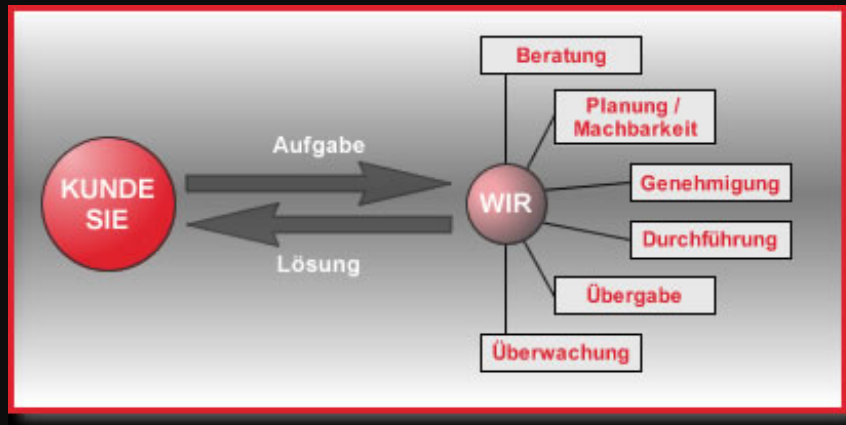 Beratung
Planung /
Machbarkeit
Aufgabe
KUNDE
SIE
WIR
Genehmigung
Durchführung
Lösung
Übergabe
Überwachung